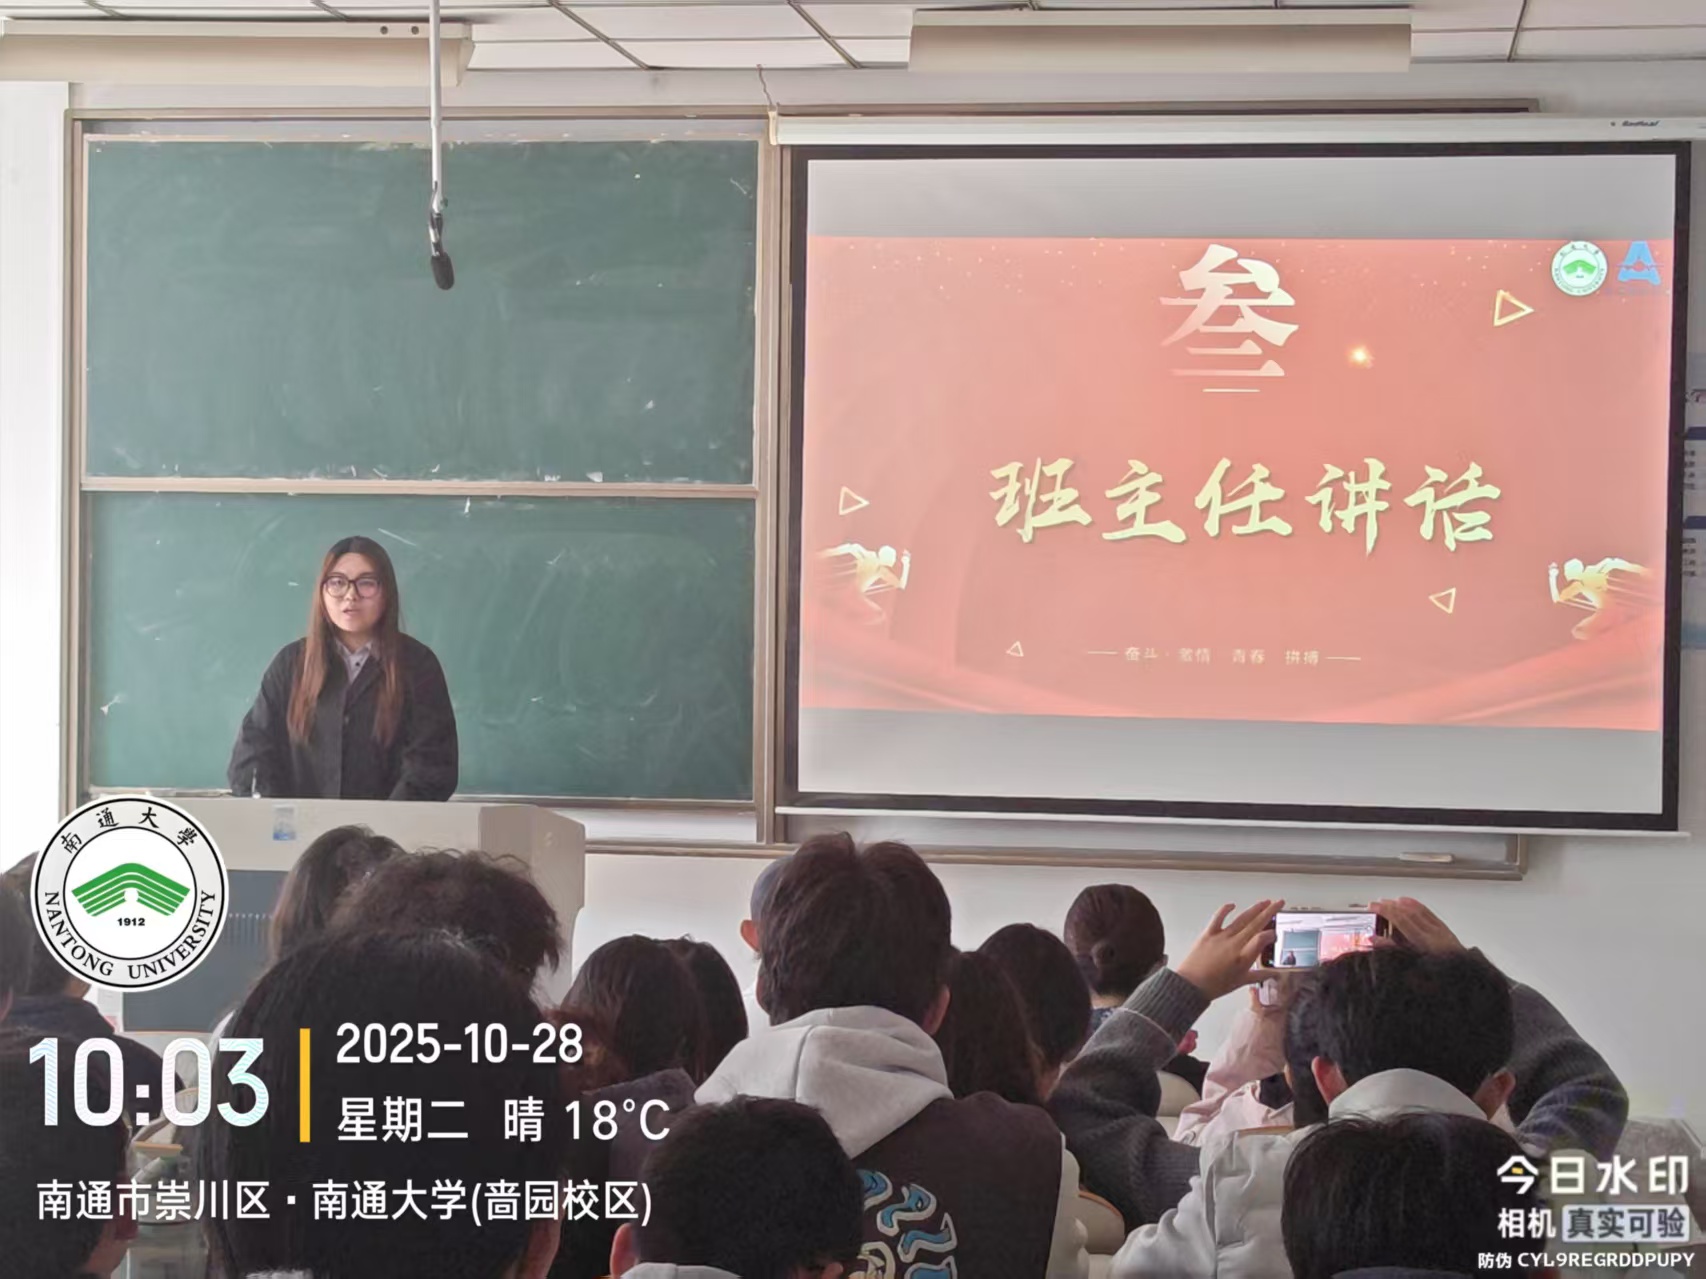 Redleaf
叁
班主任讲话
奋斗·激情 青春 拼搏
南通大學
NANTONG UNIVERSITY
1912
10:03
2025-10-28
星期二 晴 18°C
南通市崇川区·南通大学(啬园校区)
今日水印
相机 真实可验
防伪 CYL9REGRDDPUPY